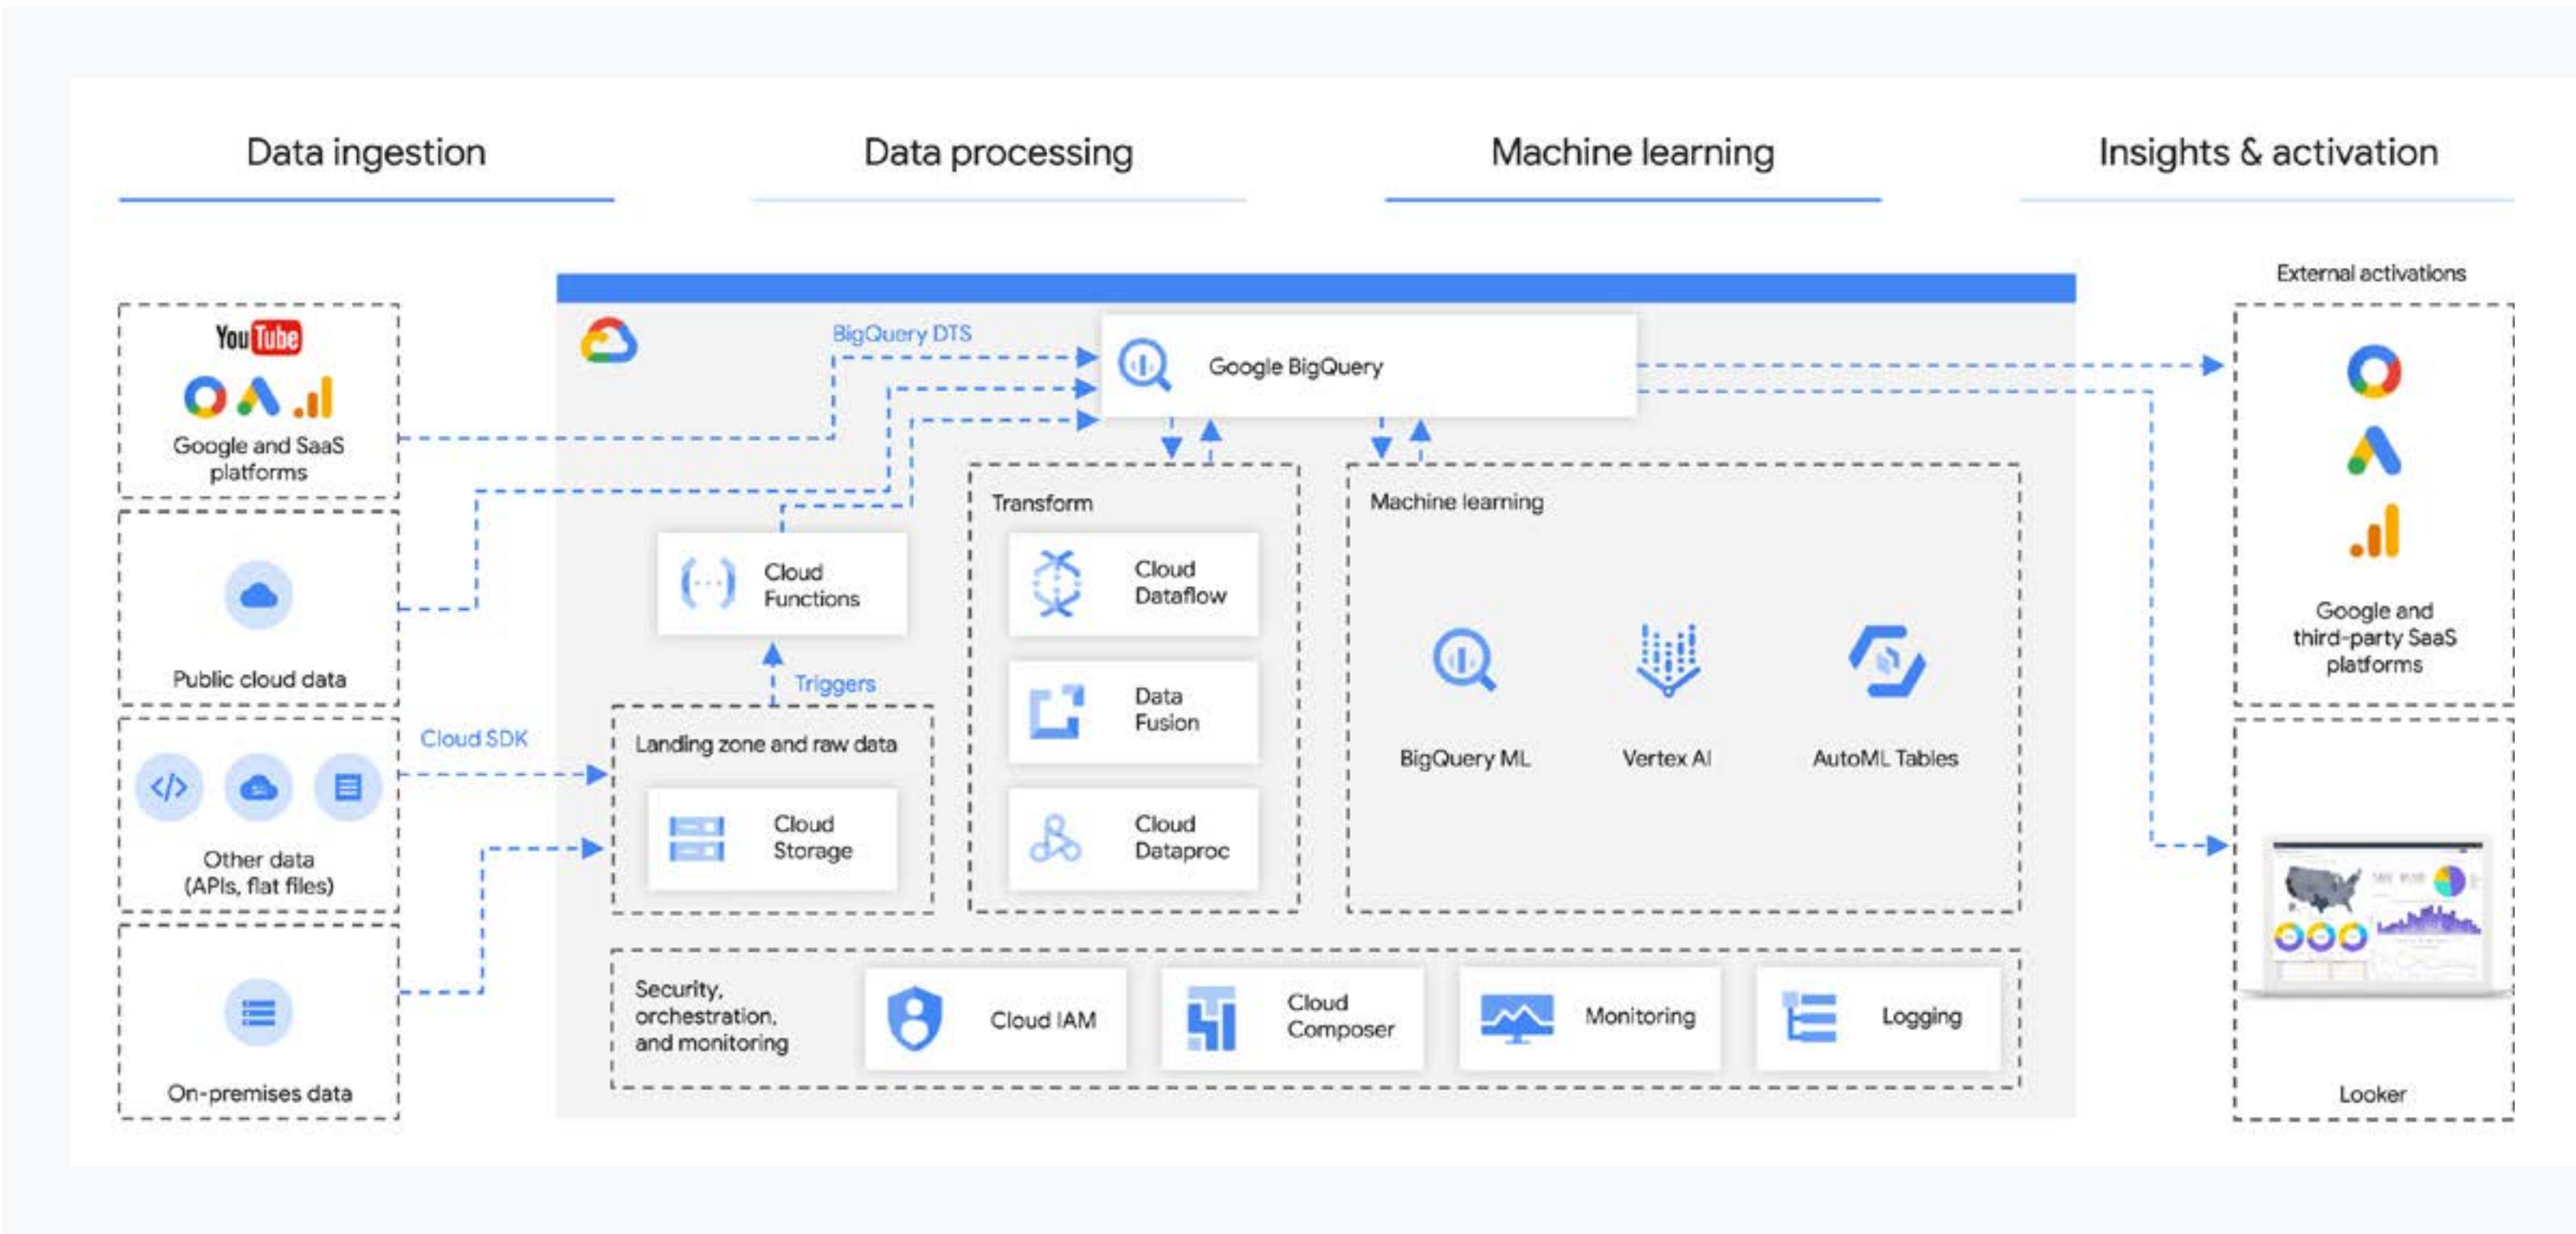 Data ingestion
Data processing
Machine learning
Insights & activation
External activations
YouTube
Google and SaaS
platforms
Public cloud data
Cloud SDK
</>
Other data
(APIs, flat files)
On-premises data
BigQuery DTS
Google BigQuery
Cloud
Functions
Triggers
Landing zone and raw data
Cloud
Storage
Transform
Cloud
Dataflow
Data
Fusion
Cloud
Dataproc
Machine learning
BigQuery ML
Vertex AI
AutoML Tables
Security,
orchestration,
and monitoring
Cloud IAM
Cloud
Composer
Monitoring
Logging
Google and
third-party SaaS
platforms
Looker